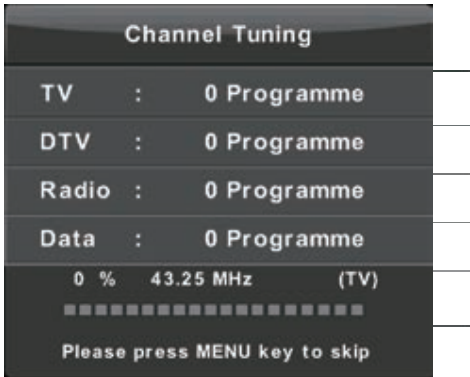 Channel Tuning
TV : 0 Programme
DTV : 0 Programme
Radio : 0 Programme
Data : 0 Programme
0 % 43.25 MHz (TV)
Please press MENU key to skip